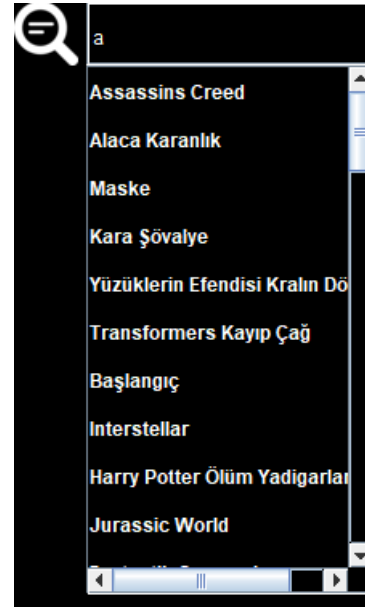 a
Assassins Creed
Alaca Karanlık
Maske
Kara Şövalye
Yüzüklerin Efendisi Kralın Dö
Transformers Kayıp Çağ
Başlangıç
Interstellar
Harry Potter Ölüm Yadigarlar
Jurassic World